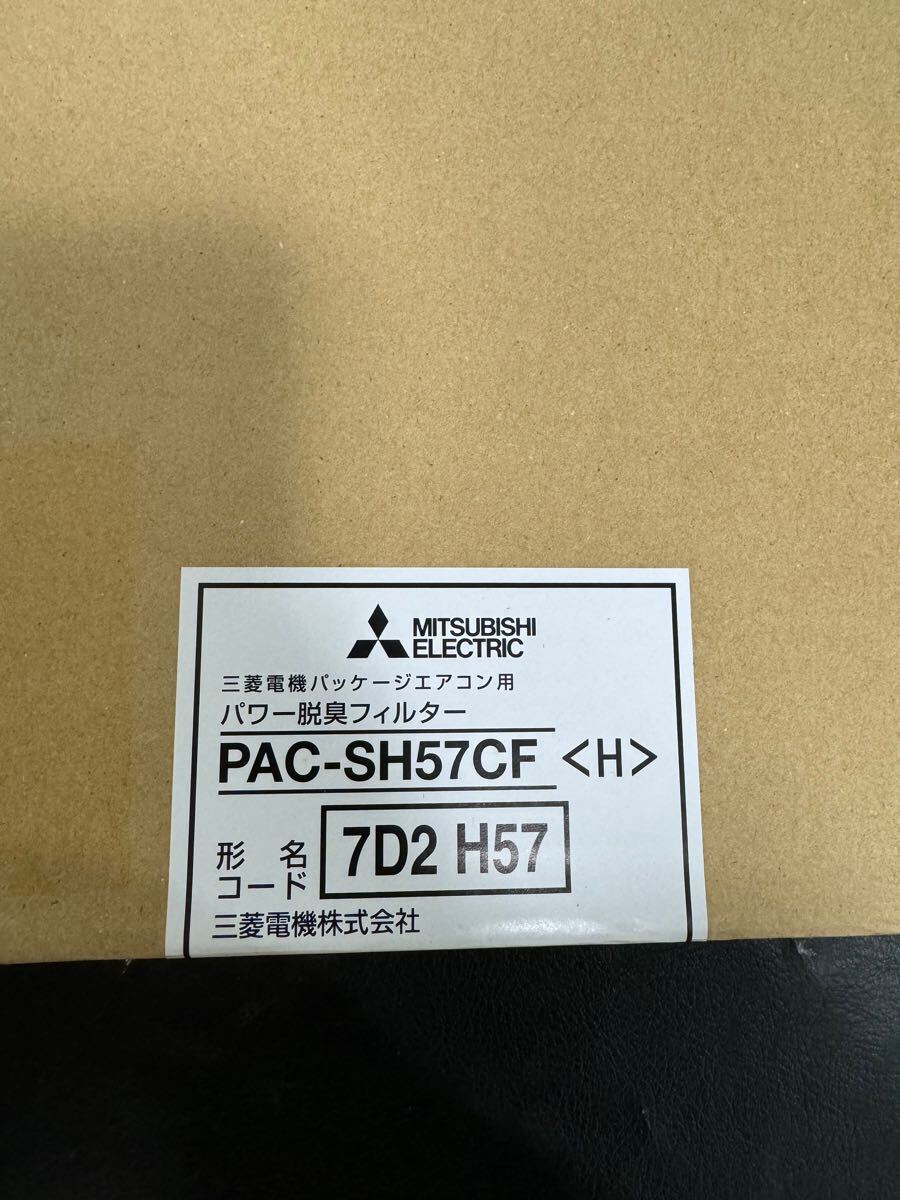 MITSUBISHI
ELECTRIC
三菱電機パッケージエアコン用
パワー脱臭フィルター
PAC-SH57CF <H>
形名
コード
7D2 H57
三菱電機株式会社